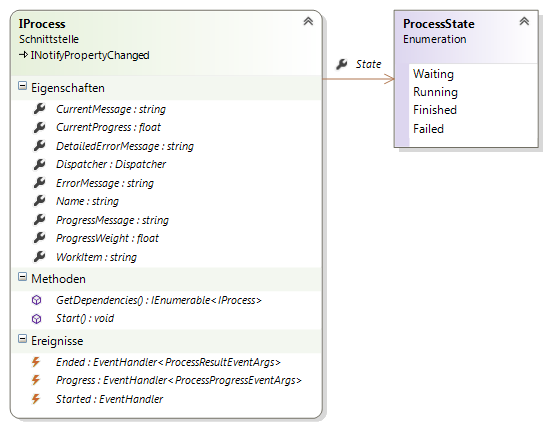 IProcess
Schnittstelle
INotifyPropertyChanged
Eigenschaften
CurrentMessage : string
CurrentProgress : float
DetailedErrorMessage : string
Dispatcher : Dispatcher
ErrorMessage : string
Name : string
ProgressMessage : string
ProgressWeight : float
WorkItem : string
Methoden
GetDependencies() : IEnumerable<IProcess>
Start() : void
Ereignisse
Ended : EventHandler<ProcessResultEventArgs>
Progress : EventHandler<ProcessProgressEventArgs>
Started : EventHandler
State
ProcessState
Enumeration
Waiting
Running
Finished
Failed